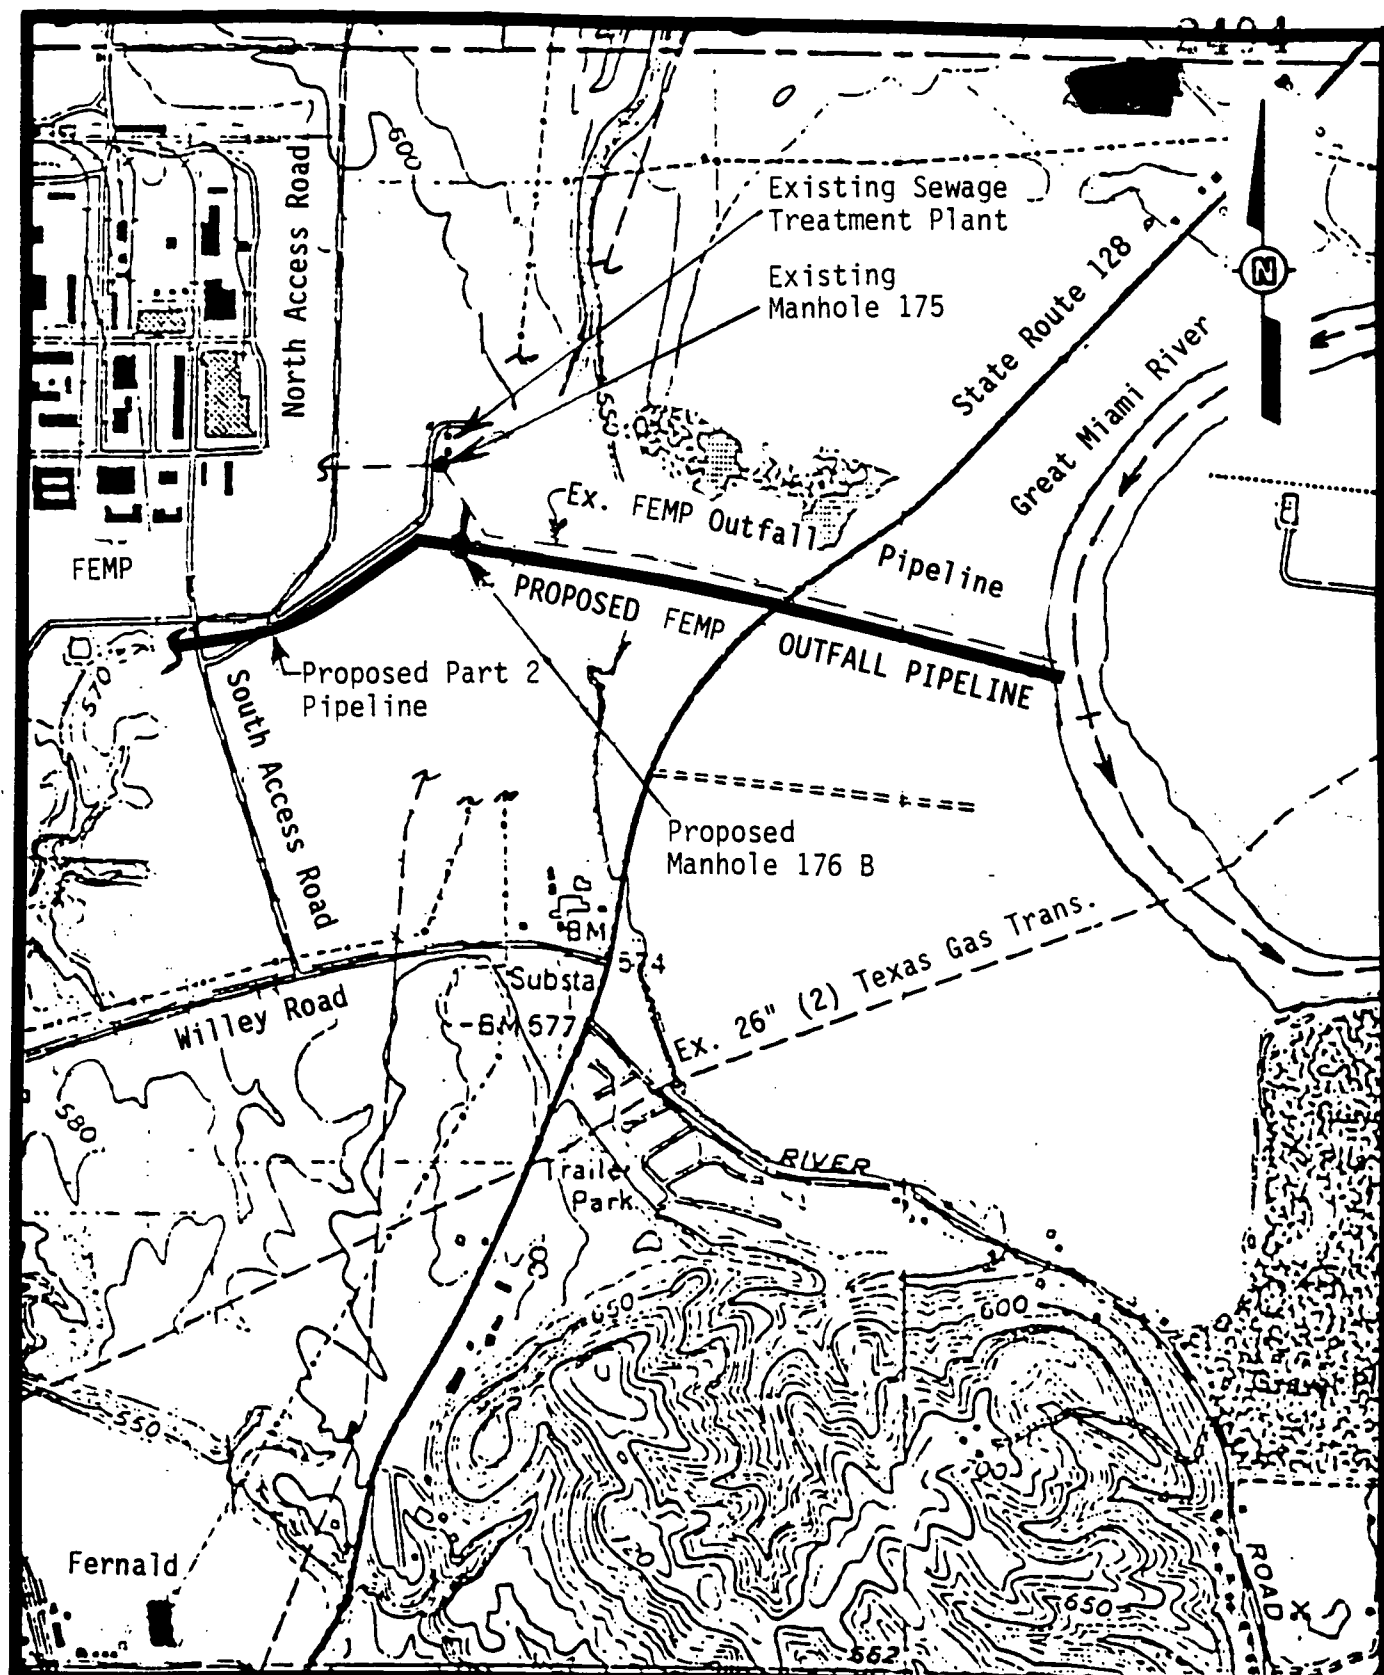 2494
600
North Access Road
Existing Sewage
Treatment Plant
Existing
Manhole 175
State Route 128
N
Great Miami River
550
Ex. FEMP Outfall Pipeline
FEMP
PROPOSED FEMP OUTFALL PIPELINE
Proposed Part 2
Pipeline
570
South Access Road
Proposed
Manhole 176 B
BM
574
Substa
Willey Road
BM 577
Ex. 26" (2) Texas Gas Trans.
580
RIVER
Trailer
Park
650
600
550
Fernald
650
ROAD
662